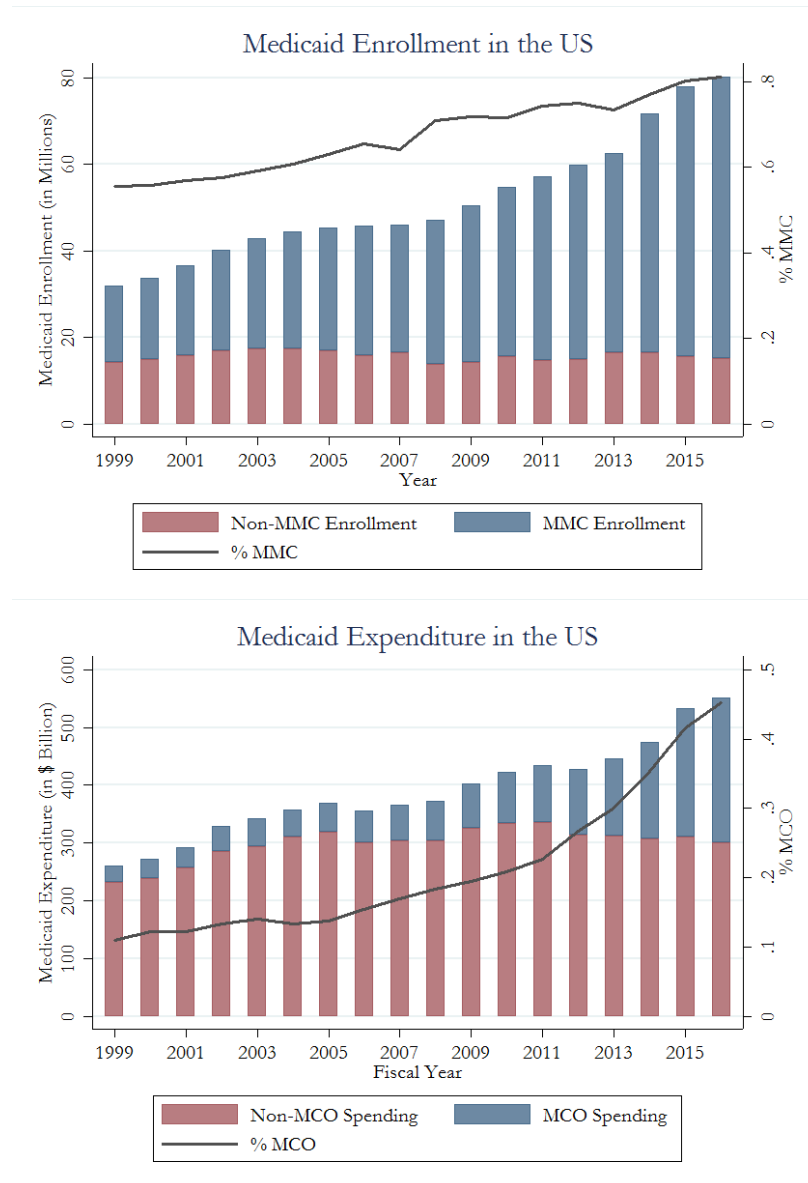 Medicaid Enrollment in the US
Medicaid Enrollment (in Millions)
80
60
40
20
0
.8
.6
.4
.2
0
% MMC
1999 2001 2003 2005 2007 2009 2011 2013 2015
Year
Non-MMC Enrollment MMC Enrollment
% MMC
Medicaid Expenditure in the US
Medicaid Expenditure (in $ Billion)
600
500
400
300
200
100
0
.5
.4
.3
.2
.1
0
% MCO
1999 2001 2003 2005 2007 2009 2011 2013 2015
Fiscal Year
Non-MCO Spending MCO Spending
% MCO